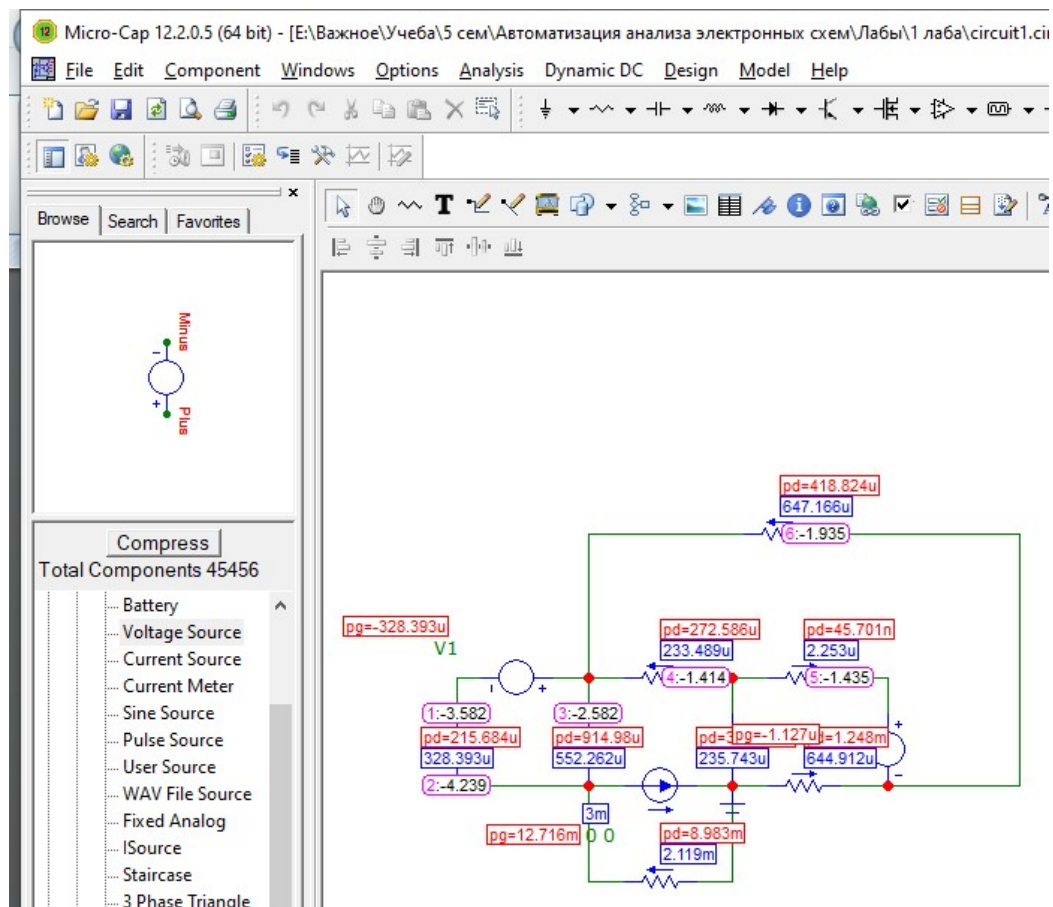 12 Micro-Cap 12.2.0.5 (64 bit) - [E:\Важное\Учеба\5 сем\Автоматизация анализа электронных схем\Лабы\1 лаба\circuit1.cir
File Edit Component Windows Options Analysis Dynamic DC Design Model Help
T
Browse Search Favorites
Minus
Plus
Compress
Total Components 45456
Battery
Voltage Source
Current Source
Current Meter
Sine Source
Pulse Source
User Source
WAV File Source
Fixed Analog
ISource
Staircase
3 Phase Triangle
pd=418.824u
647.166u
6:-1.935
pg=-328.393u
V1
pd=272.586u
233.489u
4:-1.414
pd=45.701n
2.253u
5:-1.435
1:-3.582
3:-2.582
pd=215.684u
328.393u
2:-4.239
pd=914.98u
552.262u
pg=-1.127u
235.743u
=1.248m
644.912u
3m
pg=12.716m
0 0
pd=8.983m
2.119m